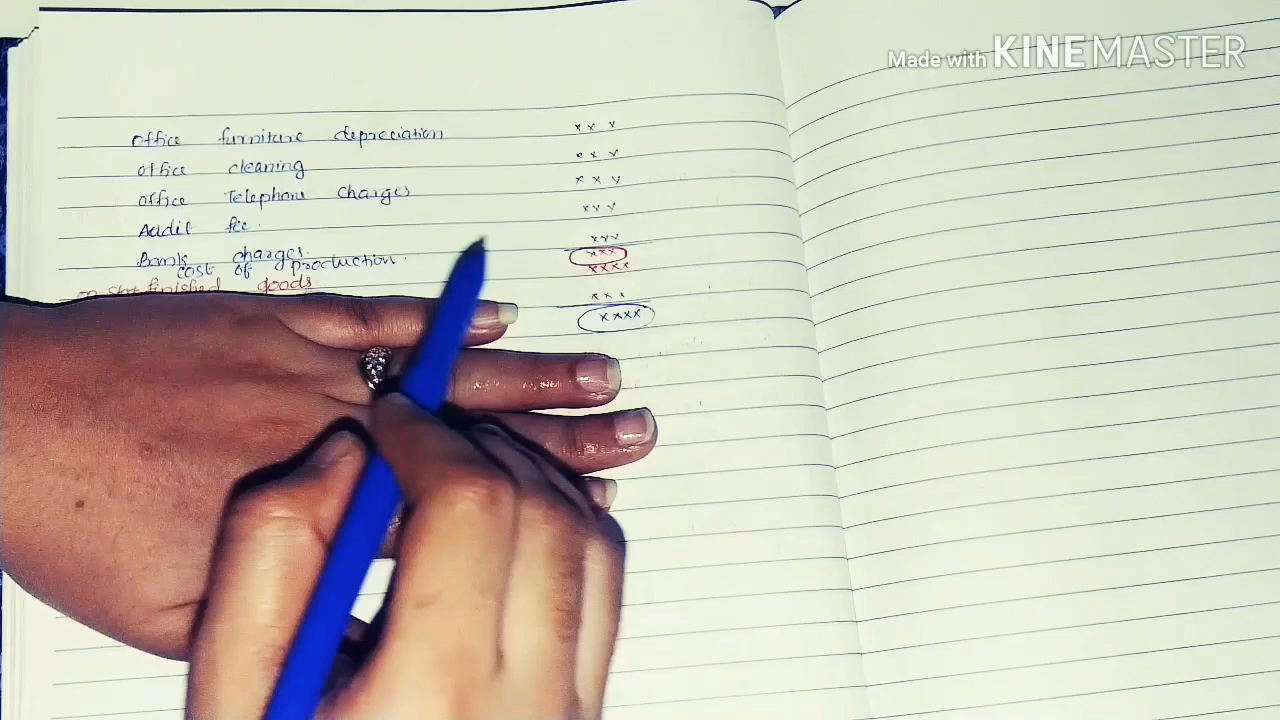 Made with KINEMASTER
office furniture depreciation xxx
office cleaning xxx
office Telephone charges xxx
Audit fee. xxx
Bank charges. xxx
xxx
cost of production. xxxx
finished goods xxx
xxxx